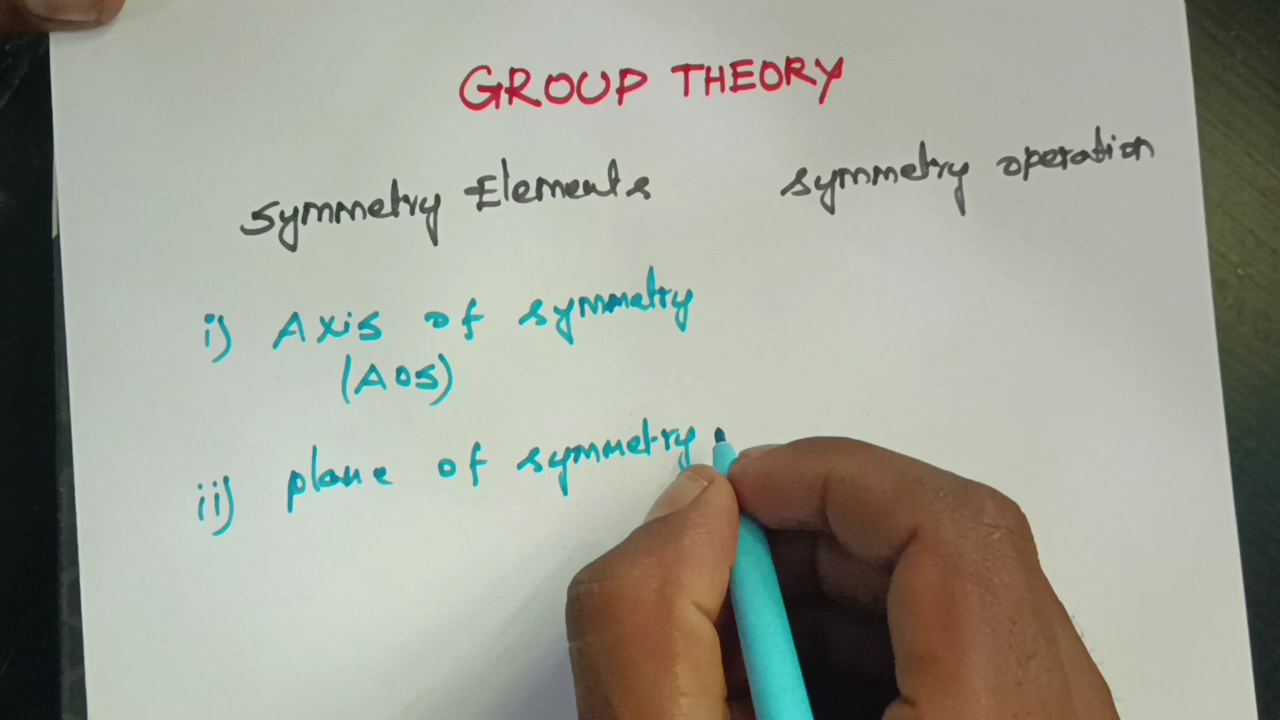 GROUP THEORY
Symmetry Elements symmetry operation
i) Axis of symmetry
(AOS)
ii) plane of symmetry